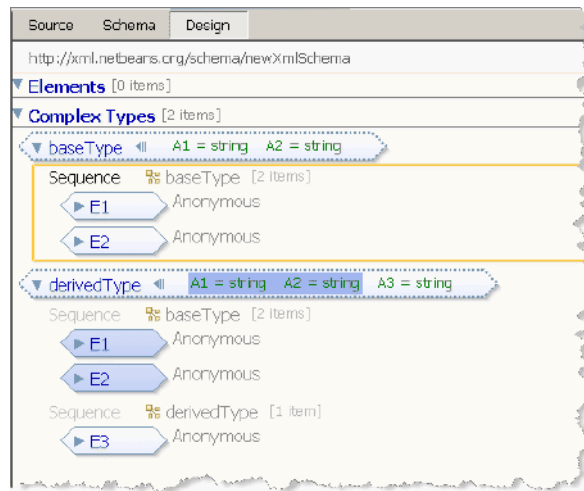 Source Schema Design
http://xml.netbeans.org/schema/newXmlSchema
Elements [0 items]
Complex Types [2 items]
baseType A1 = string A2 = string
Sequence baseType [2 items]
E1 Anonymous
E2 Anonymous
derivedType A1 = string A2 = string A3 = string
Sequence baseType [2 items]
E1 Anonymous
E2 Anonymous
Sequence derivedType [1 item]
E3 Anonymous